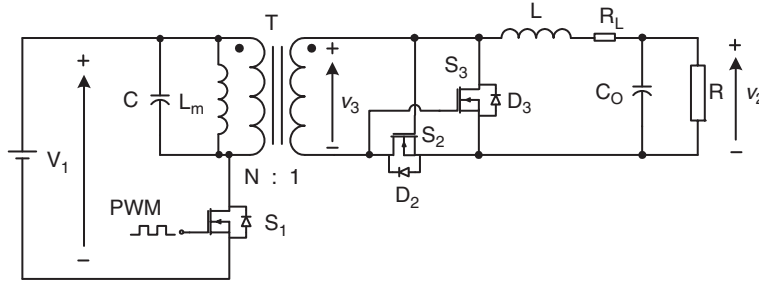 T
L
R_L
S_3
C
L_m
v_3
D_3
C_O
R
v_2
S_2
V_1
N : 1
D_2
PWM
S_1
+
−
+
−
+
−